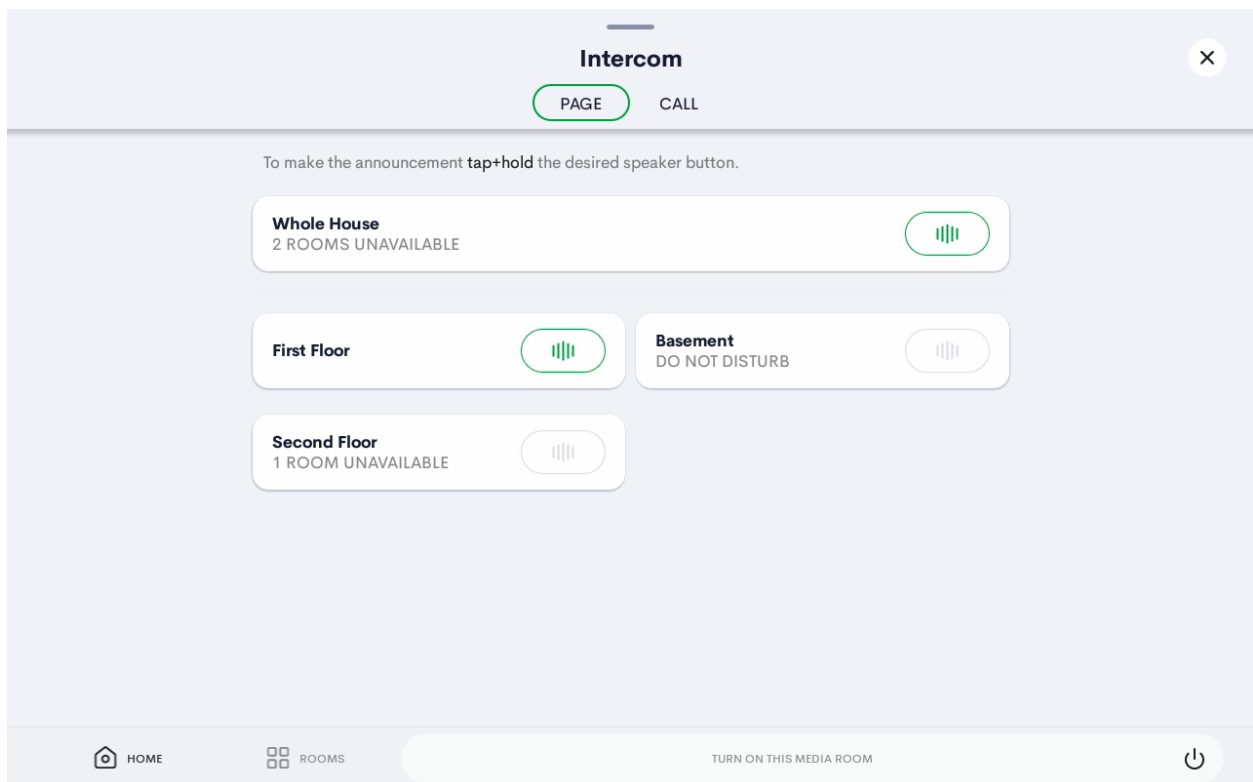 Intercom
PAGE CALL
To make the announcement tap+hold the desired speaker button.
Whole House
2 ROOMS UNAVAILABLE
First Floor
Basement
DO NOT DISTURB
Second Floor
1 ROOM UNAVAILABLE
HOME ROOMS TURN ON THIS MEDIA ROOM